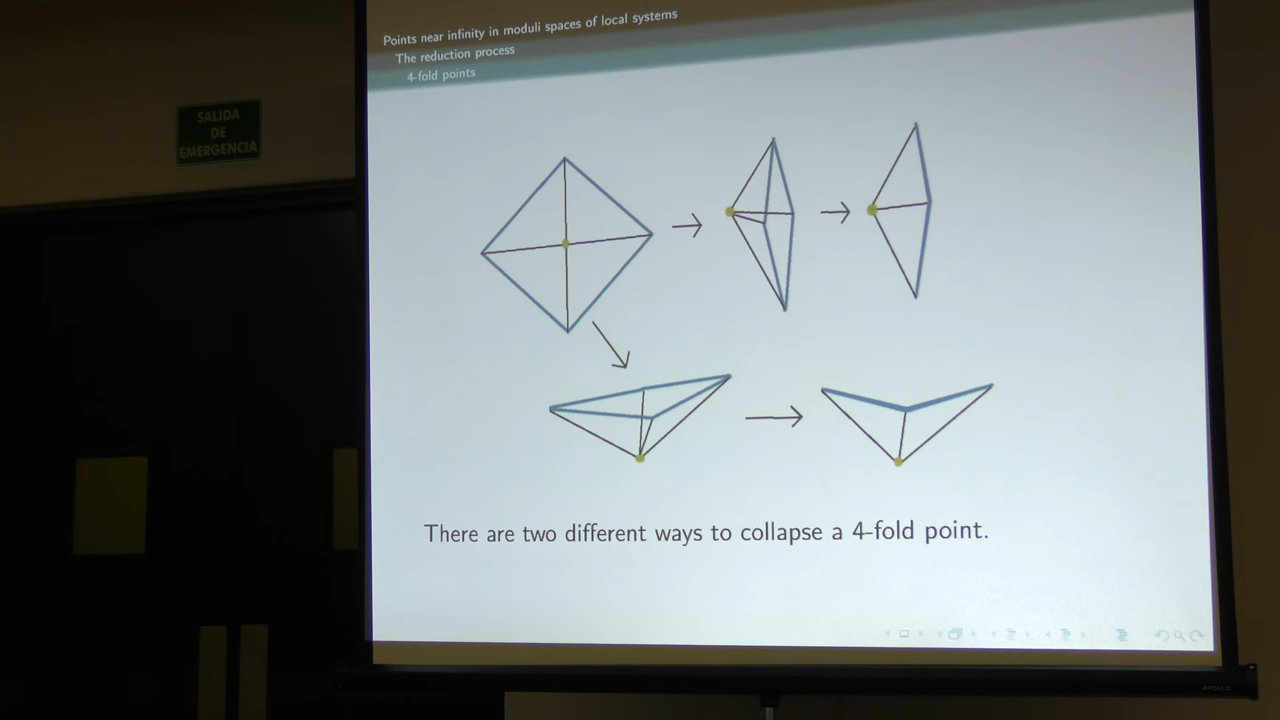 Points near infinity in moduli spaces of local systems
The reduction process
4-fold points
SALIDA
DE
EMERGENCIA
There are two different ways to collapse a 4-fold point.
APOLLO